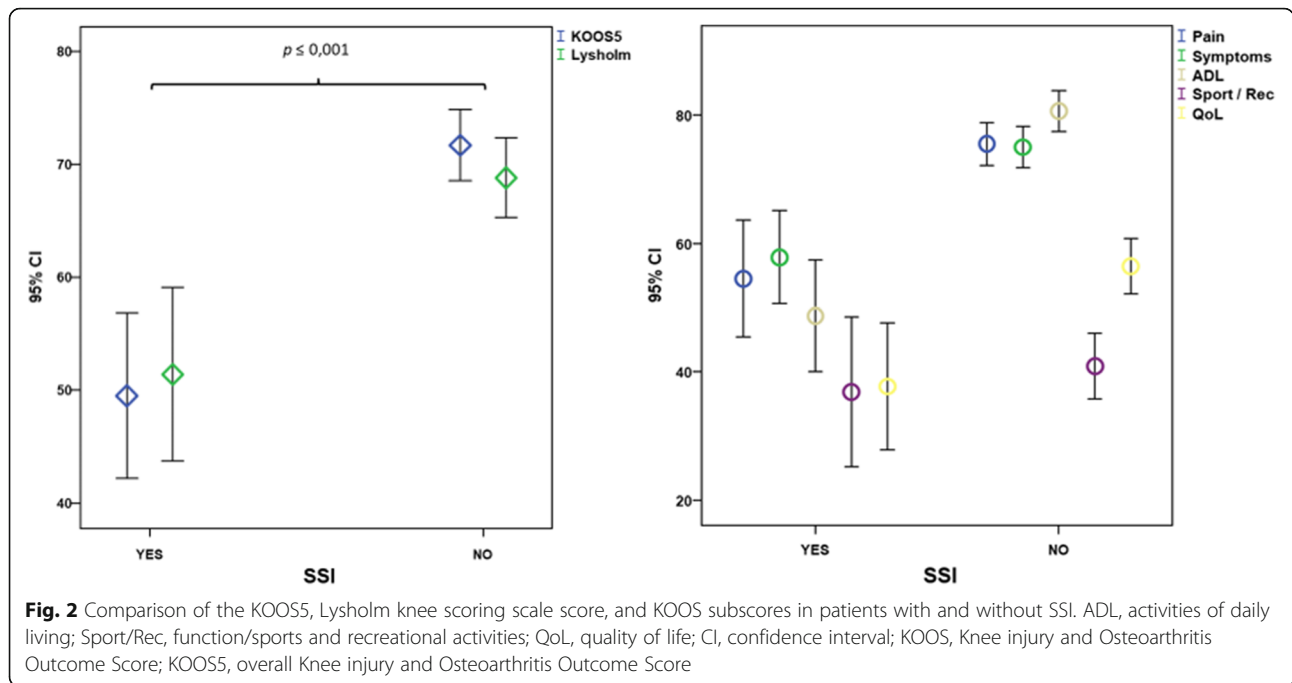 80
70
60
50
40
95% CI
p ≤ 0,001
KOOS5
Lysholm
YES
NO
SSI
80
60
40
20
95% CI
Pain
Symptoms
ADL
Sport / Rec
QoL
YES
NO
SSI
Fig. 2 Comparison of the KOOS5, Lysholm knee scoring scale score, and KOOS subscores in patients with and without SSI. ADL, activities of daily
living; Sport/Rec, function/sports and recreational activities; QoL, quality of life; CI, confidence interval; KOOS, Knee injury and Osteoarthritis
Outcome Score; KOOS5, overall Knee injury and Osteoarthritis Outcome Score